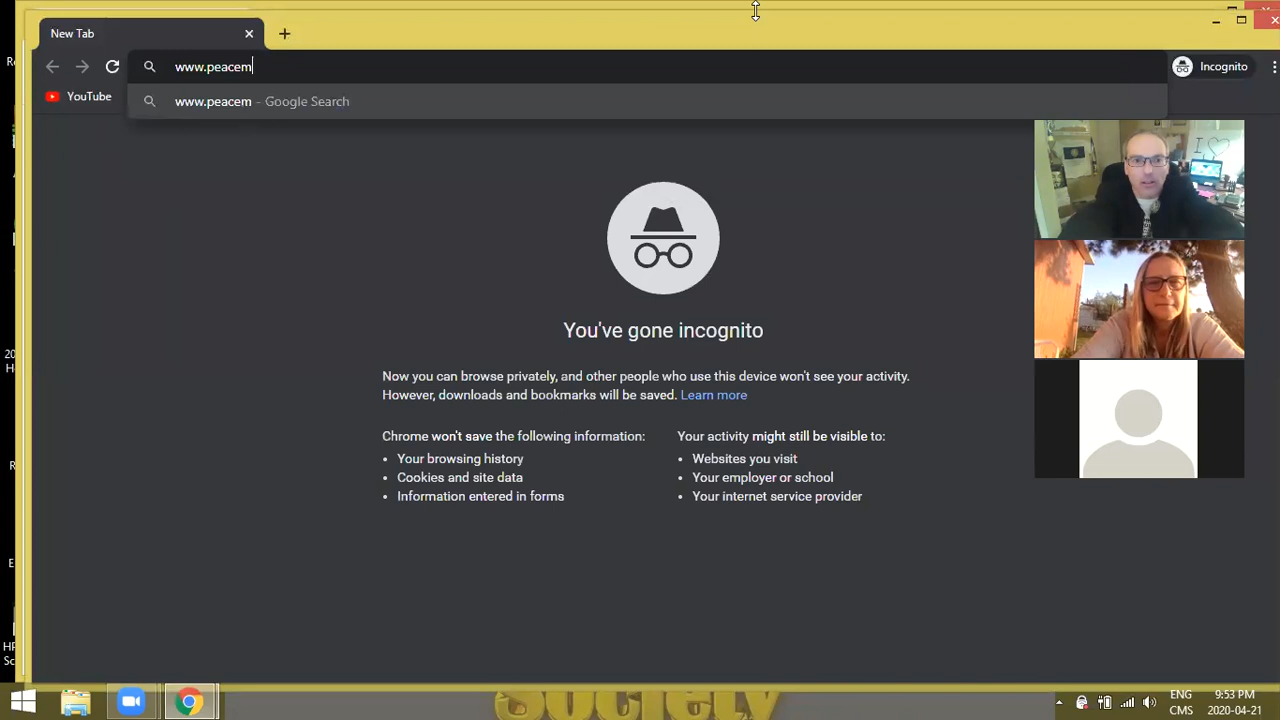 New Tab
www.peacem
Incognito
YouTube
www.peacem - Google Search
I
You've gone incognito
Now you can browse privately, and other people who use this device won't see your activity.
However, downloads and bookmarks will be saved. Learn more
Chrome won't save the following information:
Your browsing history
Cookies and site data
Information entered in forms
Your activity might still be visible to:
Websites you visit
Your employer or school
Your internet service provider
Society
ENG
CMS
9:53 PM
2020-04-21